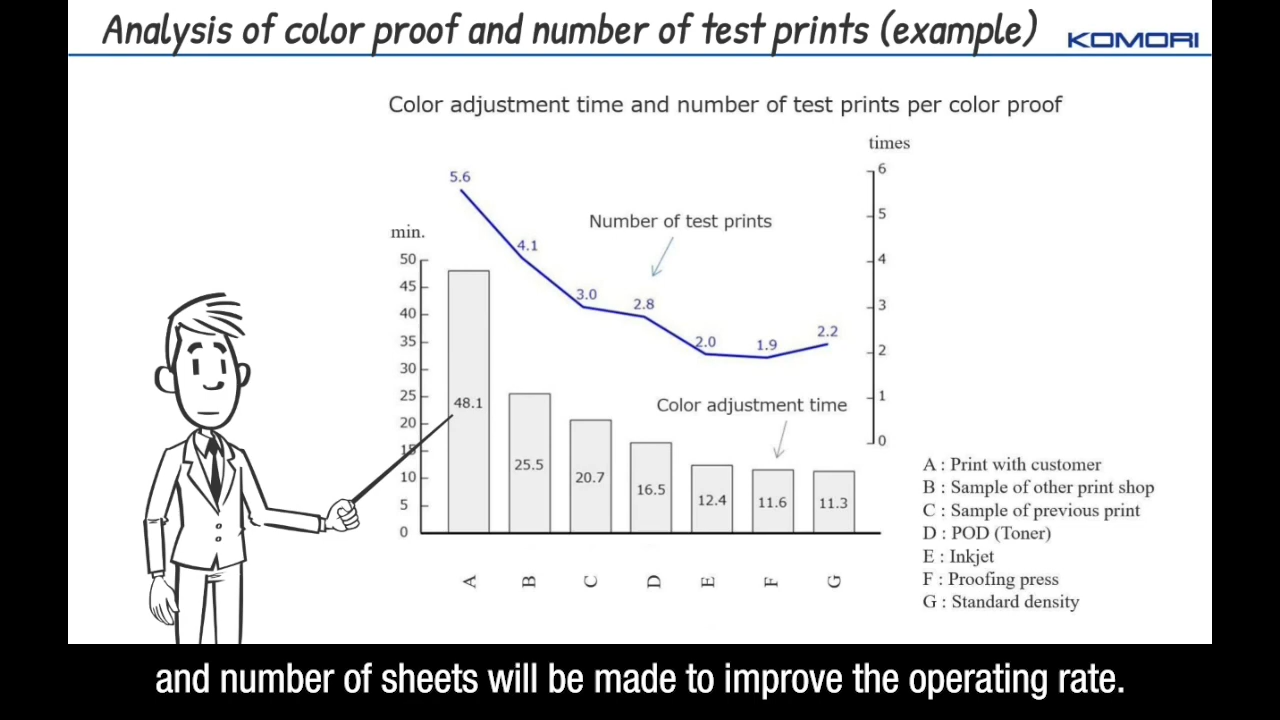 Analysis of color proof and number of test prints (example)
KOMORI
Color adjustment time and number of test prints per color proof
times
min.
Number of test prints
Color adjustment time
5.6
4.1
3.0
2.8
2.0
1.9
2.2
6
5
4
3
2
1
0
50
45
40
35
30
25
20
15
10
5
0
48.1
25.5
20.7
16.5
12.4
11.6
11.3
A
B
C
D
E
F
G
A : Print with customer
B : Sample of other print shop
C : Sample of previous print
D : POD (Toner)
E : Inkjet
F : Proofing press
G : Standard density
and number of sheets will be made to improve the operating rate.